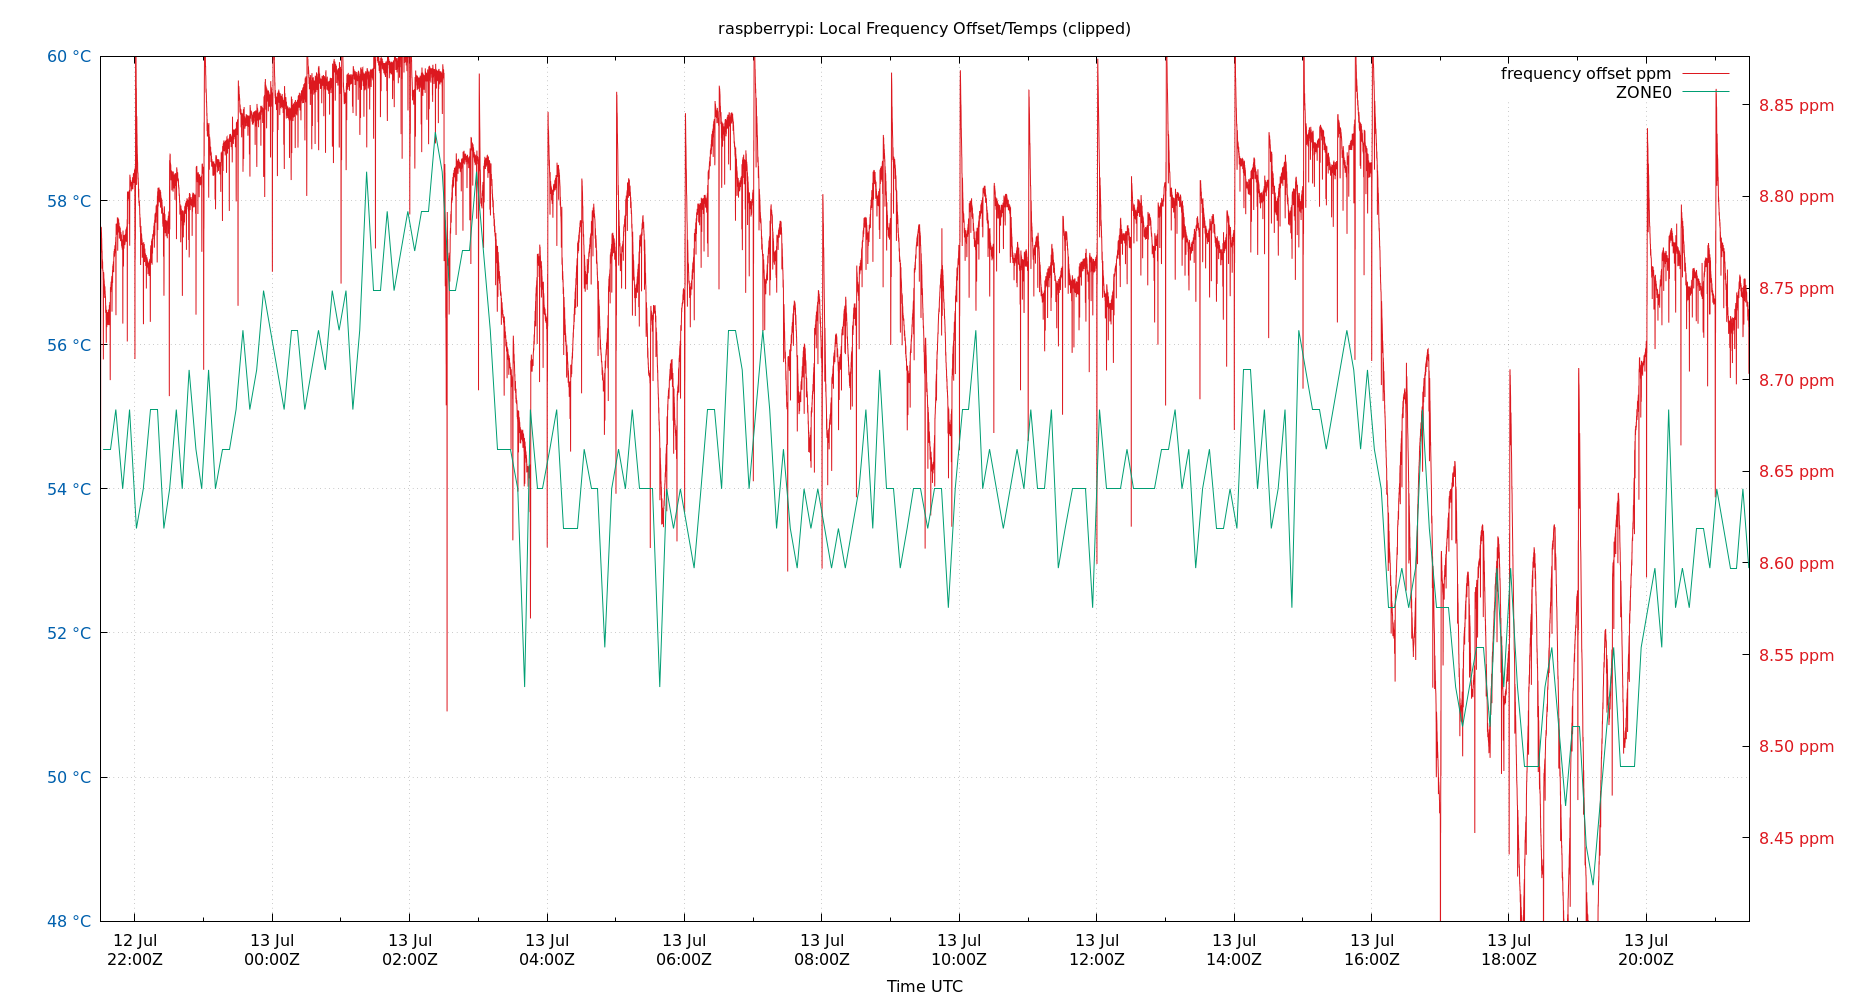 raspberrypi: Local Frequency Offset/Temps (clipped)
60 °C
58 °C
56 °C
54 °C
52 °C
50 °C
48 °C
frequency offset ppm
ZONE0
8.85 ppm
8.80 ppm
8.75 ppm
8.70 ppm
8.65 ppm
8.60 ppm
8.55 ppm
8.50 ppm
8.45 ppm
12 Jul 13 Jul 13 Jul 13 Jul 13 Jul 13 Jul 13 Jul 13 Jul 13 Jul 13 Jul 13 Jul 13 Jul
22:00Z 00:00Z 02:00Z 04:00Z 06:00Z 08:00Z 10:00Z 12:00Z 14:00Z 16:00Z 18:00Z 20:00Z
Time UTC